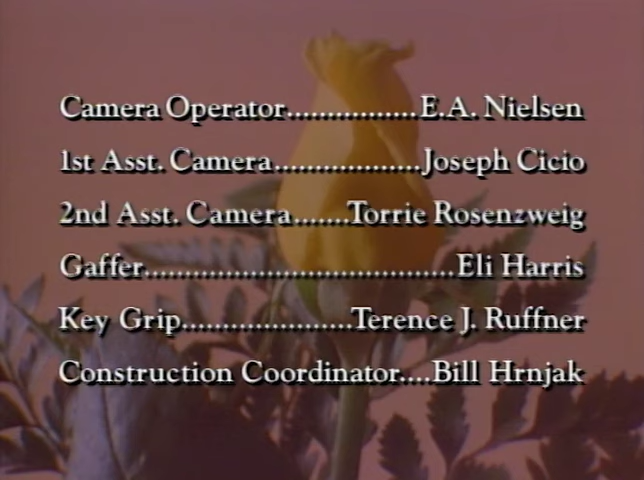 Camera Operator................E.A. Nielsen
1st Asst. Camera..................Joseph Cicio
2nd Asst. Camera.......Torrie Rosenzweig
Gaffer......................................Eli Harris
Key Grip.....................Terence J. Ruffner
Construction Coordinator....Bill Hrnjak